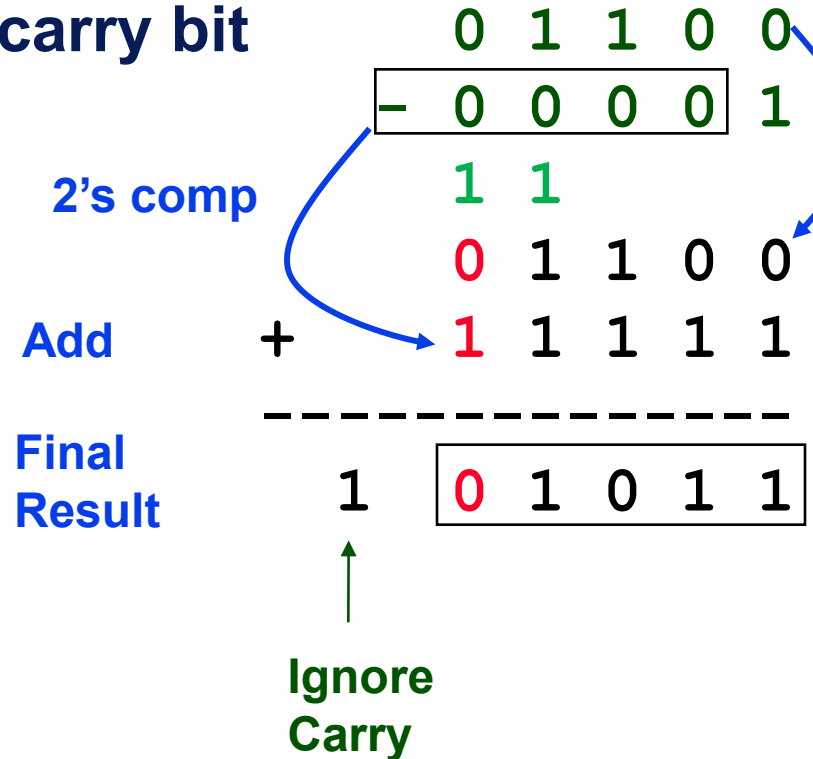 carry bit 0 1 1 0 0
- 0 0 0 0 1
2's comp 1 1
0 1 1 0 0
Add + 1 1 1 1 1
--------------
Final
Result 1 0 1 0 1 1
Ignore
Carry